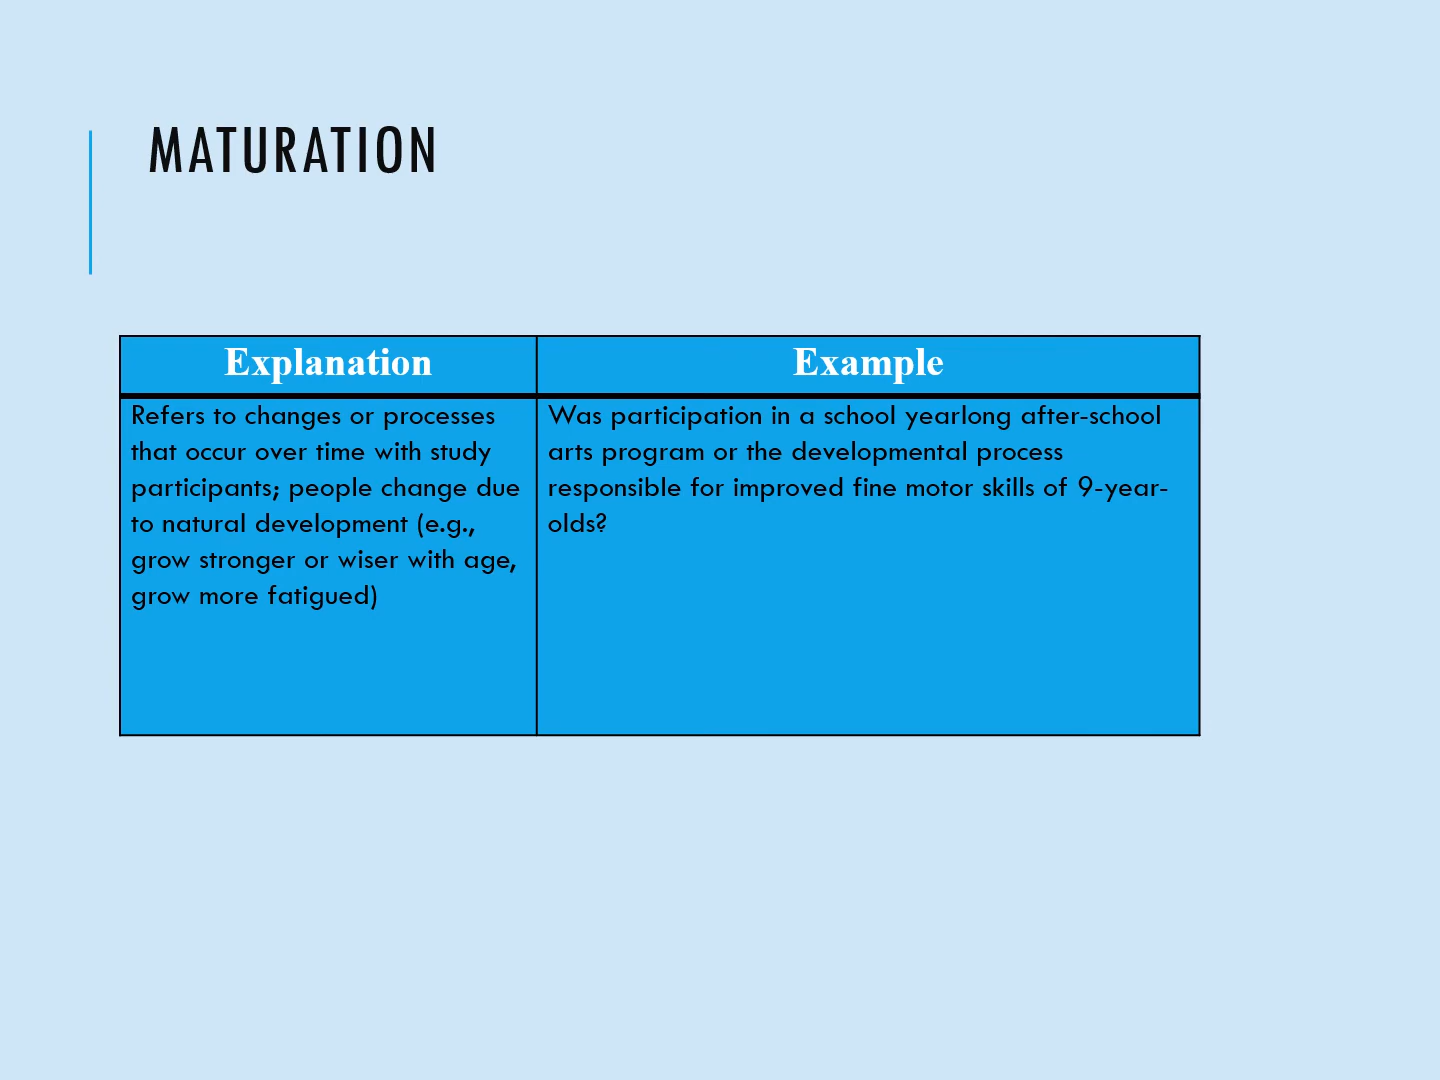 MATURATION
Explanation
Example
Refers to changes or processes
that occur over time with study
participants; people change due
to natural development (e.g.,
grow stronger or wiser with age,
grow more fatigued)
Was participation in a school yearlong after-school
arts program or the developmental process
responsible for improved fine motor skills of 9-year-
olds?